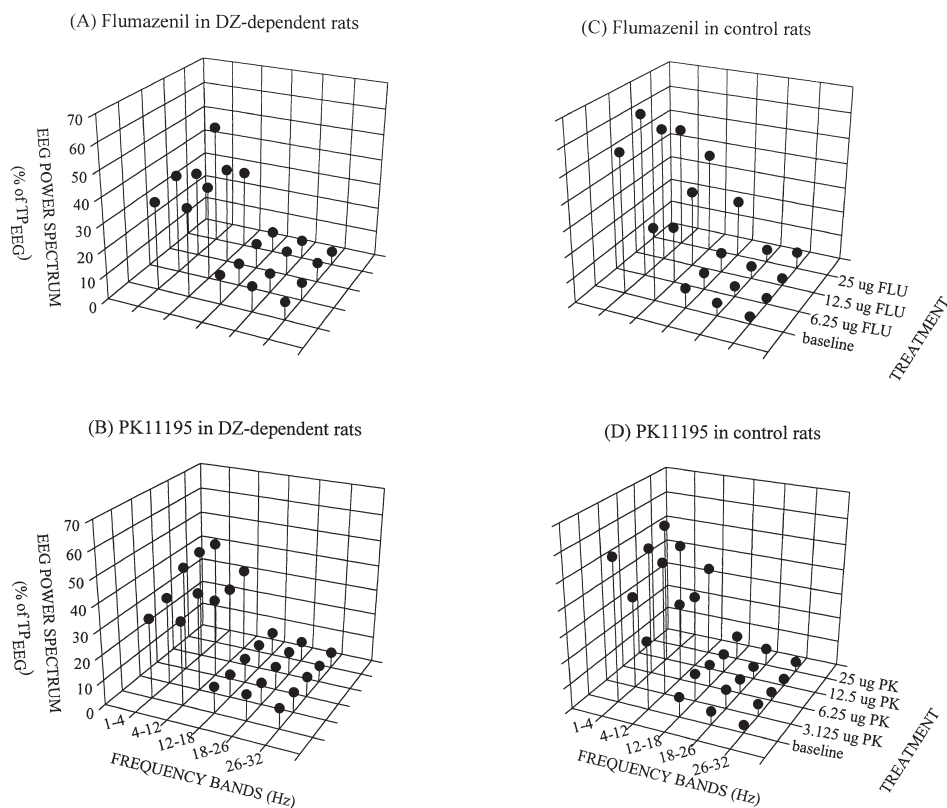 (A) Flumazenil in DZ-dependent rats
(C) Flumazenil in control rats
EEG POWER SPECTRUM
(% of TPEEG)
70
60
50
40
30
20
10
0
25 ug FLU
12.5 ug FLU
6.25 ug FLU
baseline
TREATMENT
(B) PK11195 in DZ-dependent rats
(D) PK11195 in control rats
EEG POWER SPECTRUM
(% of TPEEG)
70
60
50
40
30
20
10
0
1-4
4-12
12-18
18-26
26-32
FREQUENCY BANDS (Hz)
1-4
4-12
12-18
18-26
26-32
FREQUENCY BANDS (Hz)
25 ug PK
12.5 ug PK
6.25 ug PK
3.125 ug PK
baseline
TREATMENT